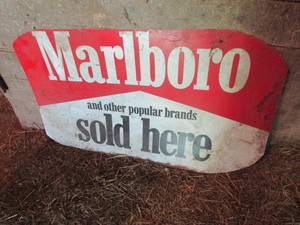 Marlboro
and other popular brands
sold here